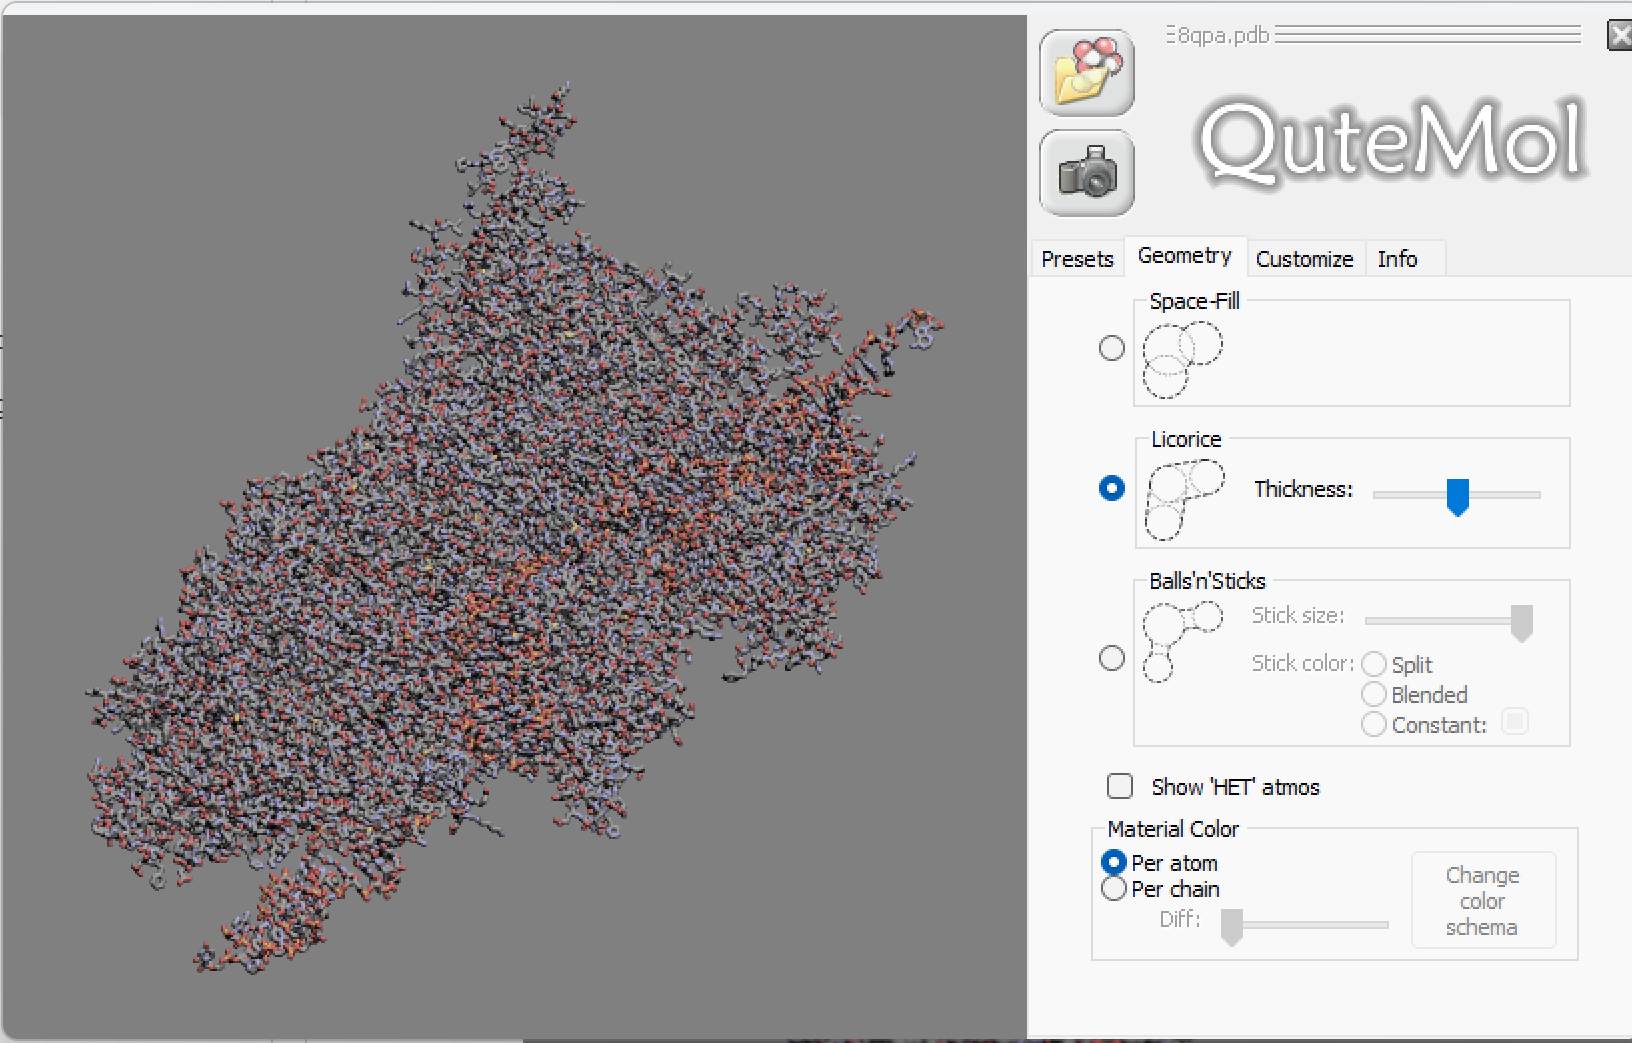 8qpa.pdb
QuteMol
Presets Geometry Customize Info
Space-Fill
Licorice
Thickness:
Balls'n'Sticks
Stick size:
Stick color:
Split
Blended
Constant:
Show 'HET' atmos
Material Color
Per atom
Per chain
Diff:
Change
color
schema